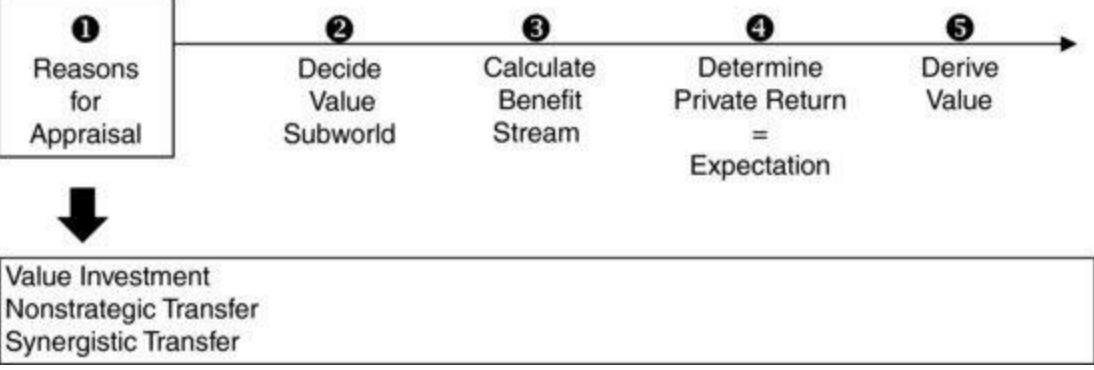 ❶
Reasons
for
Appraisal
❷
Decide
Value
Subworld
❸
Calculate
Benefit
Stream
❹
Determine
Private Return
=
Expectation
❺
Derive
Value
Value Investment
Nonstrategic Transfer
Synergistic Transfer